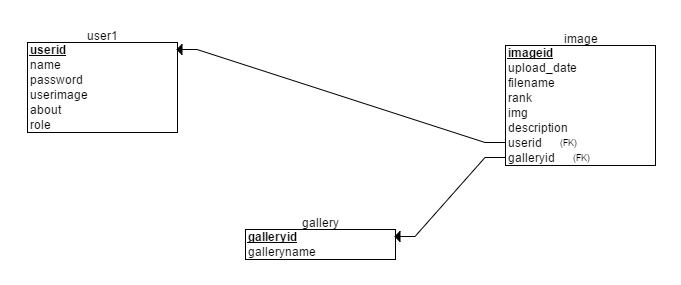 user1
userid
name
password
userimage
about
role
image
imageid
upload_date
filename
rank
img
description
userid (FK)
galleryid (FK)
gallery
galleryid
galleryname